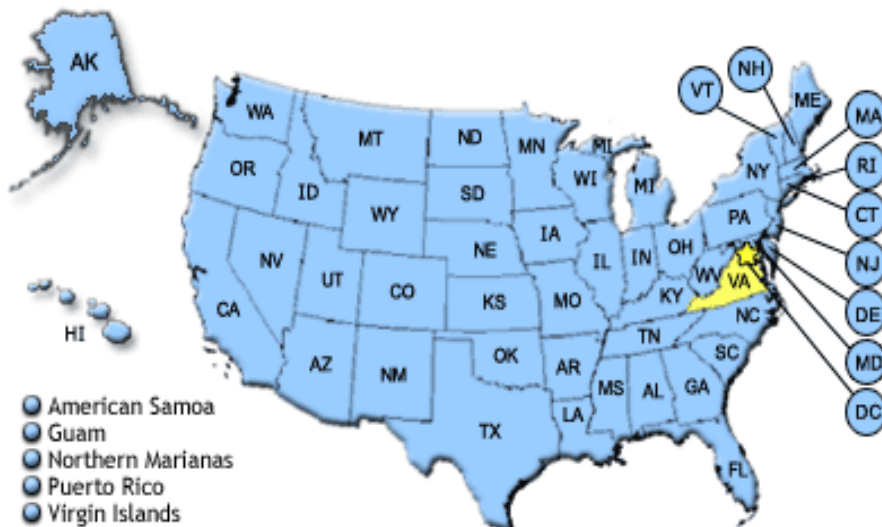 AK
WA
MT
ND
MN
MI
ME
VT
NH
MA
OR
ID
SD
WI
MI
NY
RI
WY
CT
IA
PA
NV
NE
IL
IN
OH
NJ
UT
CO
WV
VA
CA
KS
MO
KY
DE
HI
NC
TN
AZ
NM
OK
AR
SC
MD
MS
AL
GA
DC
TX
LA
FL
American Samoa
Guam
Northern Marianas
Puerto Rico
Virgin Islands